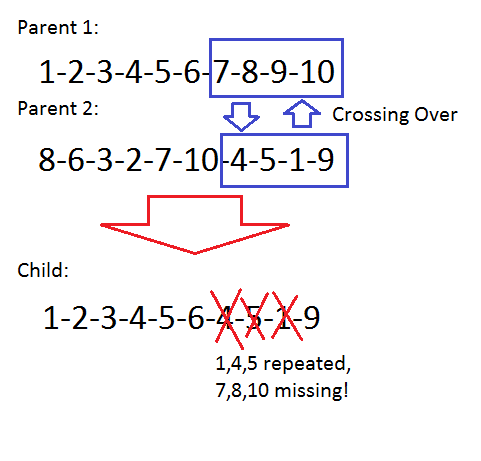 Parent 1:
1-2-3-4-5-6-7-8-9-10
Parent 2:
Crossing Over
8-6-3-2-7-10-4-5-1-9
Child:
1-2-3-4-5-6-4-5-1-9
1,4,5 repeated,
7,8,10 missing!